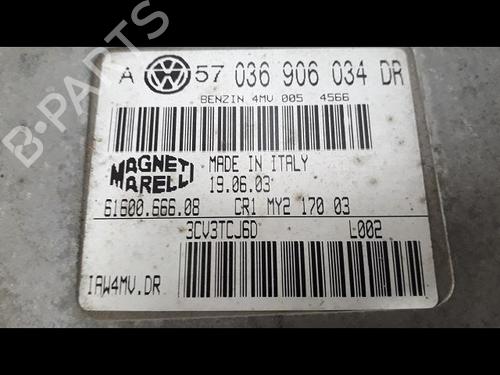 A 57 036 906 034 DR
BENZIN 4MV 005 4566
MAGNETI MARELLI
MADE IN ITALY
19.06.03
61600.666.08 CR1 MY2 170 03
3CV3TCJ6D L002
IAW4MV.DR
B-PARTS